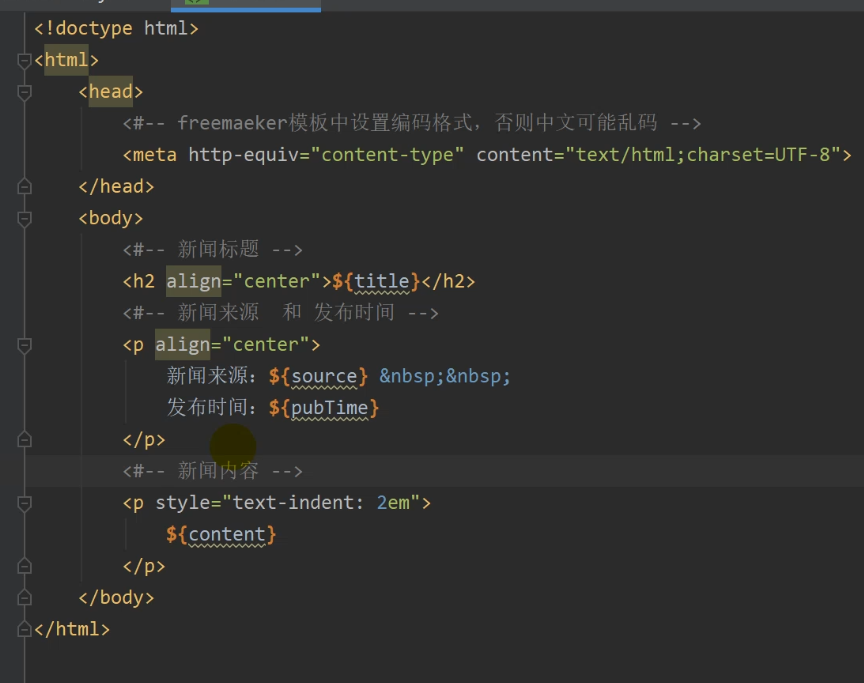 <!doctype html>
<html>
<head>
<#-- freemaeker模板中设置编码格式，否则中文可能乱码 -->
<meta http-equiv="content-type" content="text/html;charset=UTF-8">
</head>
<body>
<#-- 新闻标题 -->
<h2 align="center">${title}</h2>
<#-- 新闻来源  和 发布时间 -->
<p align="center">
新闻来源：${source} &nbsp;&nbsp;
发布时间：${pubTime}
</p>
<#-- 新闻内容 -->
<p style="text-indent: 2em">
${content}
</p>
</body>
</html>